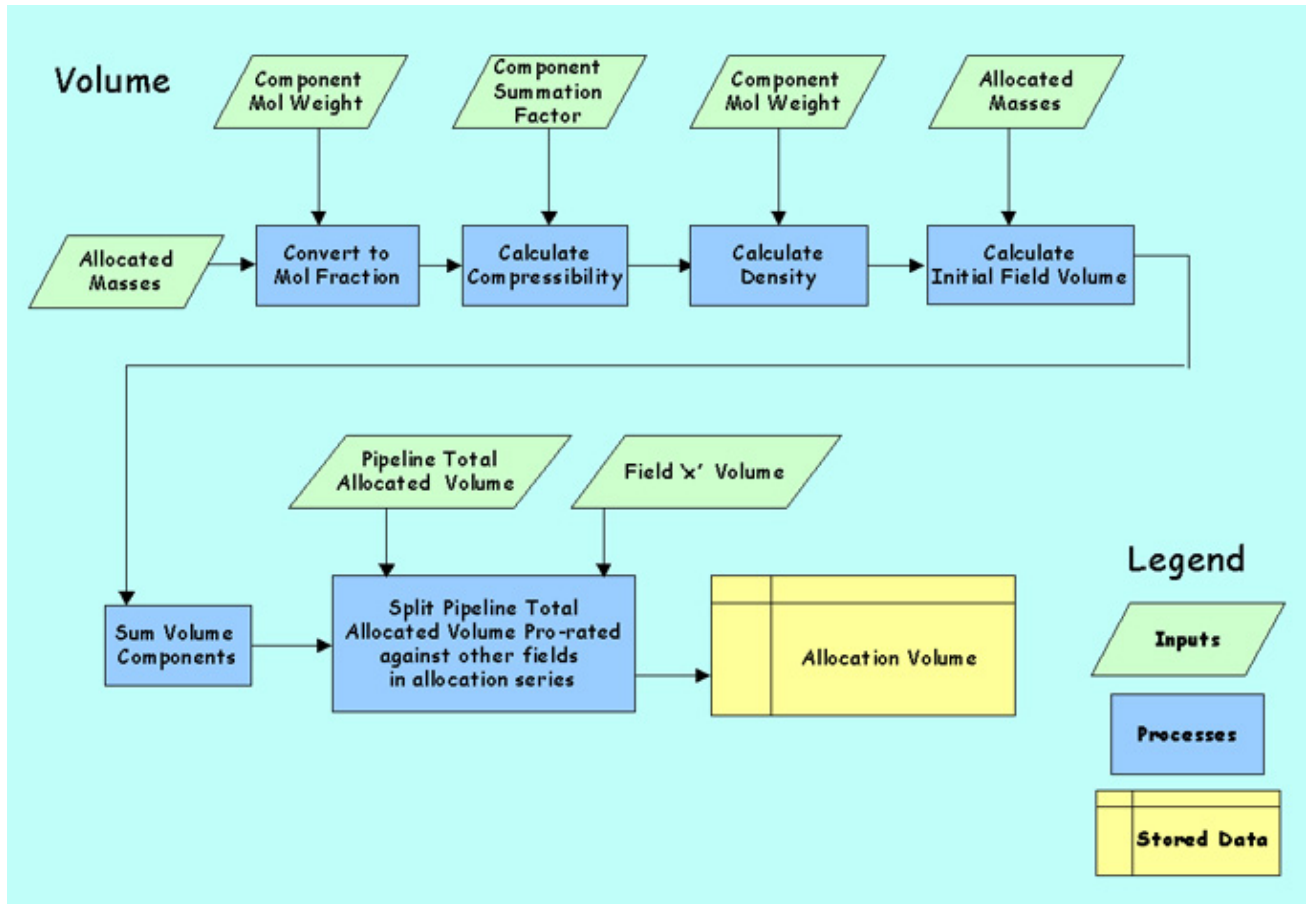 Volume
Component
Mol Weight
Component
Summation
Factor
Component
Mol Weight
Allocated
Masses
Allocated
Masses
Convert to
Mol Fraction
Calculate
Compressibility
Calculate
Density
Calculate
Initial Field Volume
Pipeline Total
Allocated Volume
Field 'x' Volume
Sum Volume
Components
Split Pipeline Total
Allocated Volume Pro-rated
against other fields
in allocation series
Allocation Volume
Legend
Inputs
Processes
Stored Data